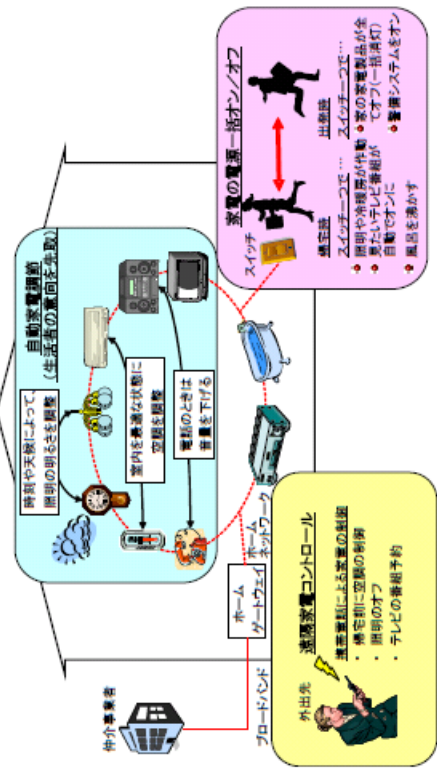 自動家電調節
(生活者の意向を先取)
時刻や天候によって、
照明の明るさを調整
室内を最適な状態に
空調を調整
電話のときは
音量を下げる
仲介事業者
ブロードバンド
ホーム
ゲートウェイ
ホーム
ネットワーク
遠隔家電コントロール
外出先
携帯電話による家電の制御
・ 帰宅前に空調の制御
・ 照明のオフ
・ テレビの番組予約
家電の電源一括オン/オフ
スイッチ
帰宅時
スイッチ一つで…
照明や冷暖房が作動
見たいテレビ番組が
自動でオンに
風呂を沸かす
出発時
スイッチ一つで…
家の家電製品が全
てオフ(一括消灯)
警備システムをオン